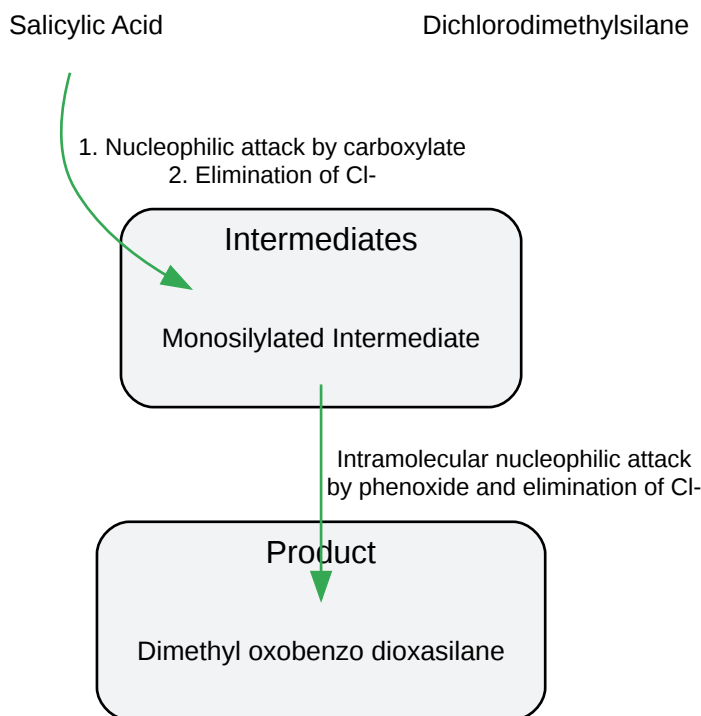 Salicylic Acid
Dichlorodimethylsilane
1. Nucleophilic attack by carboxylate
2. Elimination of Cl-
Intermediates
Monosilylated Intermediate
Intramolecular nucleophilic attack
by phenoxide and elimination of Cl-
Product
Dimethyl oxobenzo dioxasilane